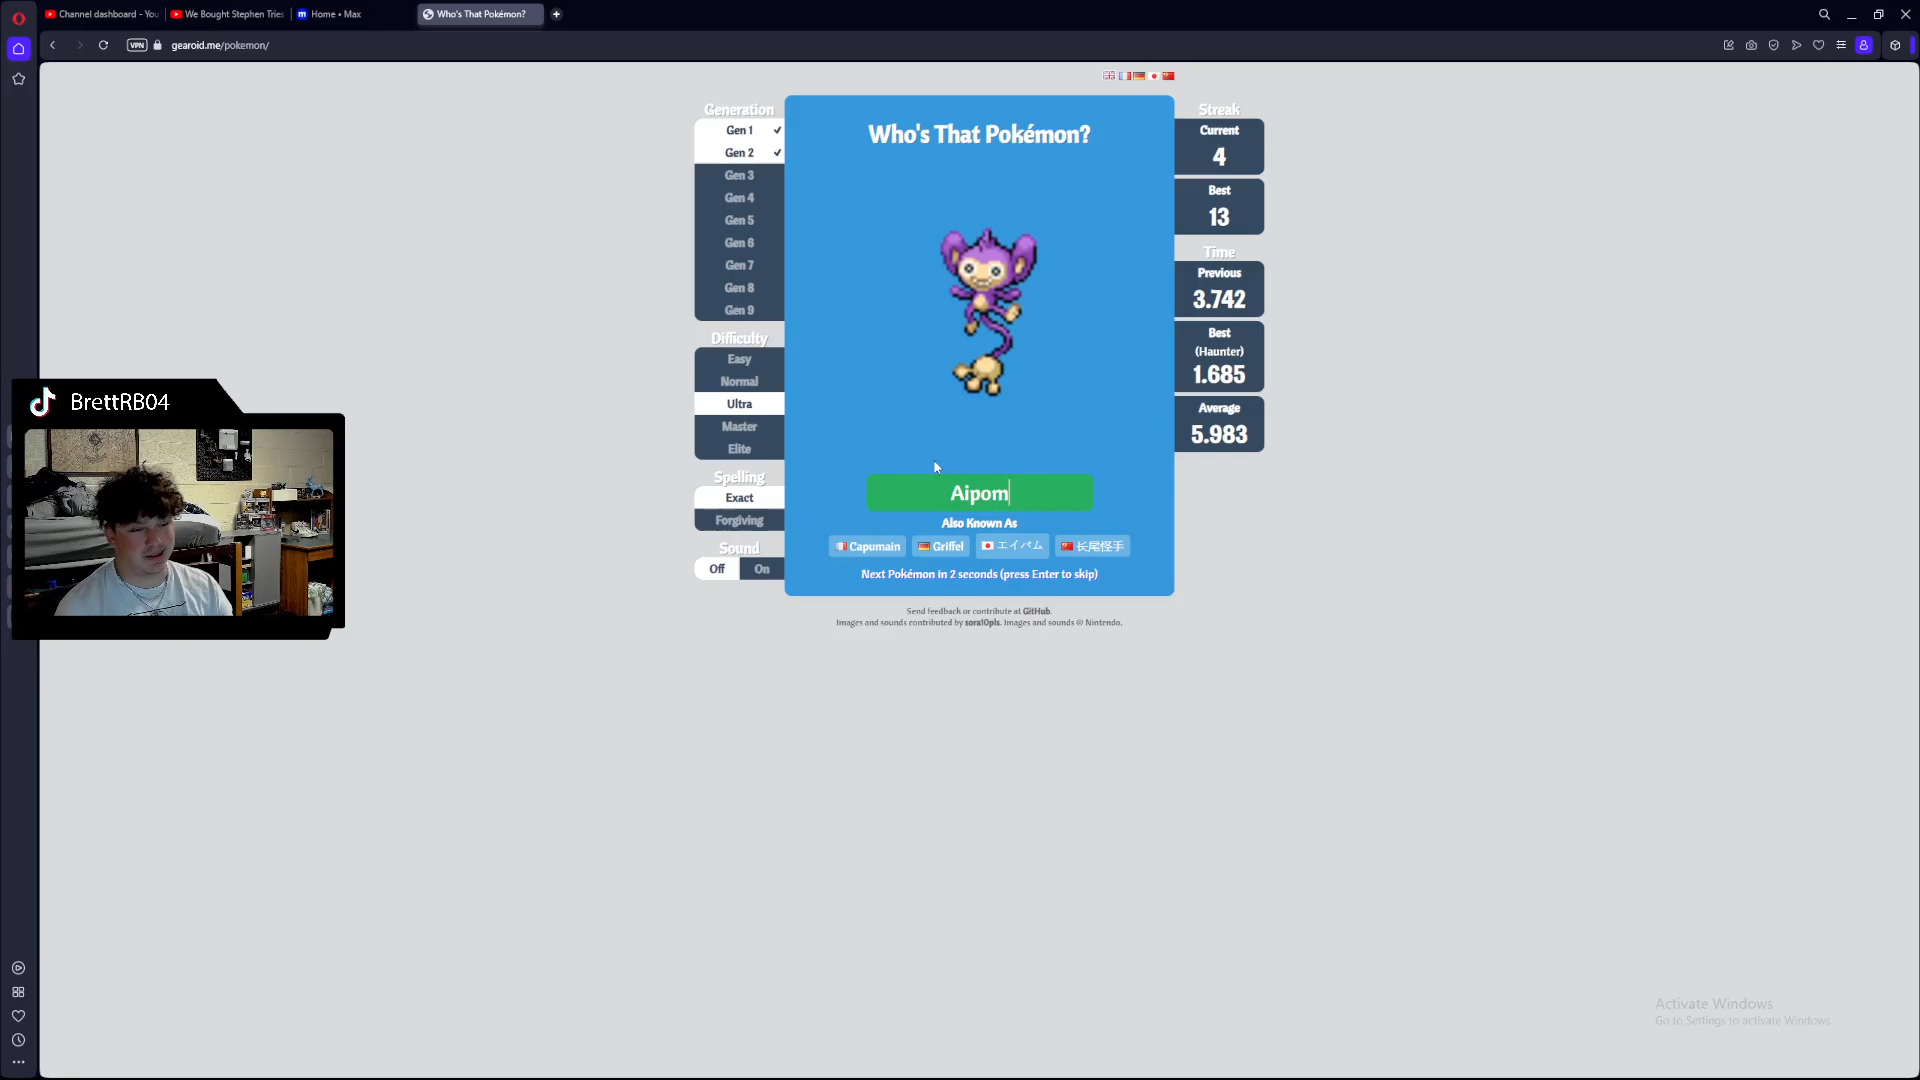 Channel dashboard - You
We Bought Stephen Tries
Home • Max
Who's That Pokémon?
VPN
gearoid.me/pokemon/
Generation
Gen 1
Gen 2
Gen 3
Gen 4
Gen 5
Gen 6
Gen 7
Gen 8
Gen 9
Difficulty
Easy
Normal
Ultra
Master
Elite
Spelling
Exact
Forgiving
Sound
Off On
Who's That Pokémon?
Aipom
Also Known As
Capumain Griffel エイパム 长尾怪手
Next Pokémon in 2 seconds (press Enter to skip)
Streak
Current
4
Best
13
Time
Previous
3.742
Best
(Haunter)
1.685
Average
5.983
Send feedback or contribute at GitHub.
Images and sounds contributed by sora10pls. Images and sounds © Nintendo.
BrettRB04
Activate Windows
Go to Settings to activate Windows.